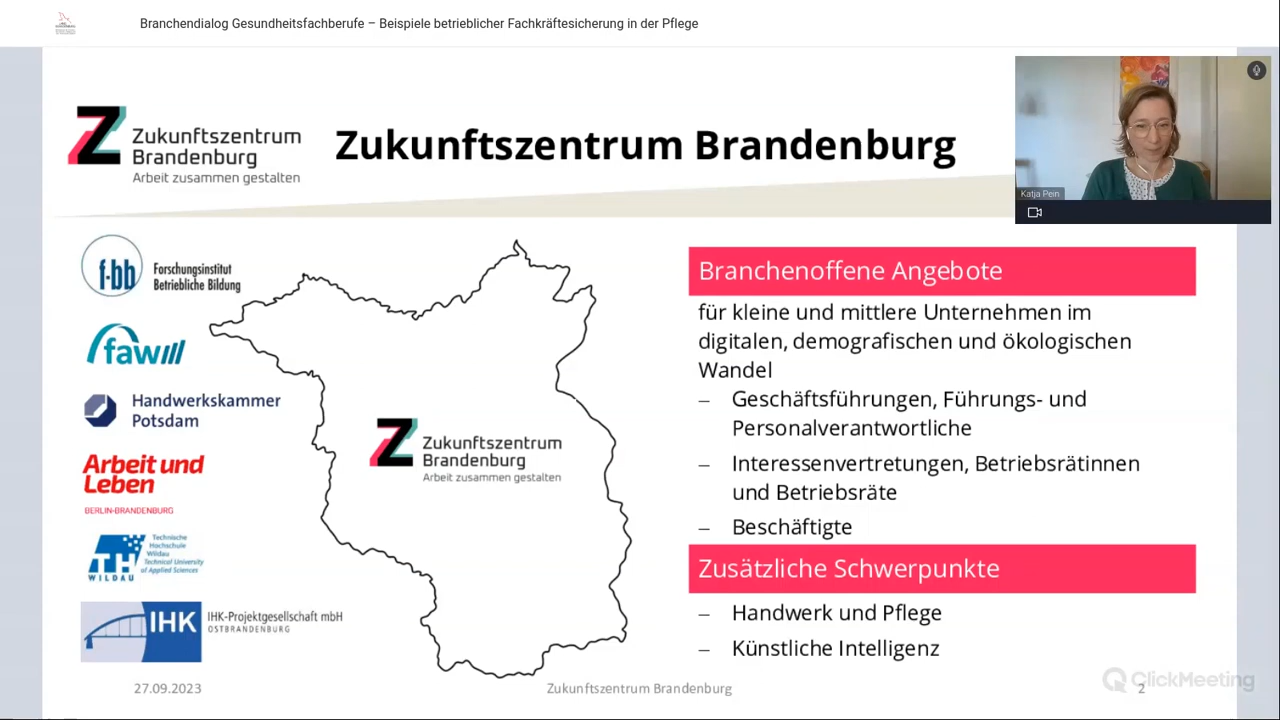 Branchendialog Gesundheitsfachberufe – Beispiele betrieblicher Fachkräftesicherung in der Pflege
Z Zukunftszentrum
Brandenburg
Arbeit zusammen gestalten
Zukunftszentrum Brandenburg
Katja Pein
f-bb Forschungsinstitut
Betriebliche Bildung
faw
Handwerkskammer
Potsdam
Arbeit und
Leben
BERLIN-BRANDENBURG
TH
WILDAU
Technische
Hochschule
Wildau
Technical University
of Applied Sciences
IHK IHK-Projektgesellschaft mbH
OSTBRANDENBURG
Z Zukunftszentrum
Brandenburg
Arbeit zusammen gestalten
Branchenoffene Angebote
für kleine und mittlere Unternehmen im
digitalen, demografischen und ökologischen
Wandel
– Geschäftsführungen, Führungs- und
Personalverantwortliche
– Interessenvertretungen, Betriebsrätinnen
und Betriebsräte
– Beschäftigte
Zusätzliche Schwerpunkte
– Handwerk und Pflege
– Künstliche Intelligenz
27.09.2023
Zukunftszentrum Brandenburg
2
ClickMeeting